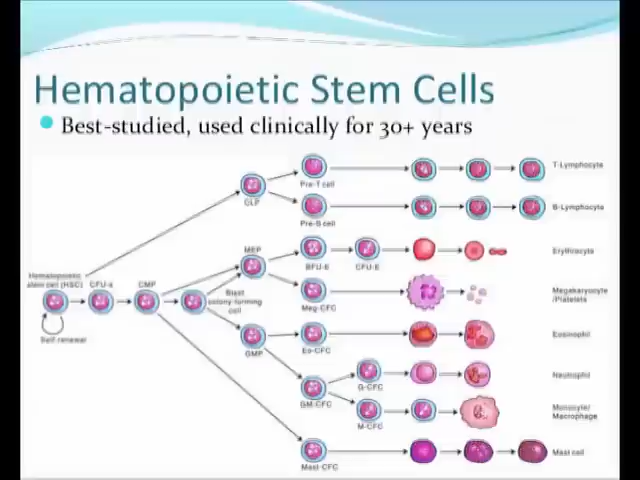 Hematopoietic Stem Cells
Best-studied, used clinically for 30+ years
T-Lymphocyte
Pre-T cell
CLP
B-Lymphocyte
Pre-B cell
MEP
Erythrocyte
BFU-E
CFU-E
Hematopoietic
stem cell (HSC)
CFU-s
CMP
Blast
colony-forming
cell
Megakaryocyte
/Platelets
Meg-CFC
Self-renewal
Eosinophil
GMP
Eo-CFC
Neutrophil
G-CFC
GM-CFC
Monocyte/
Macrophage
M-CFC
Mast cell
Mast-CFC